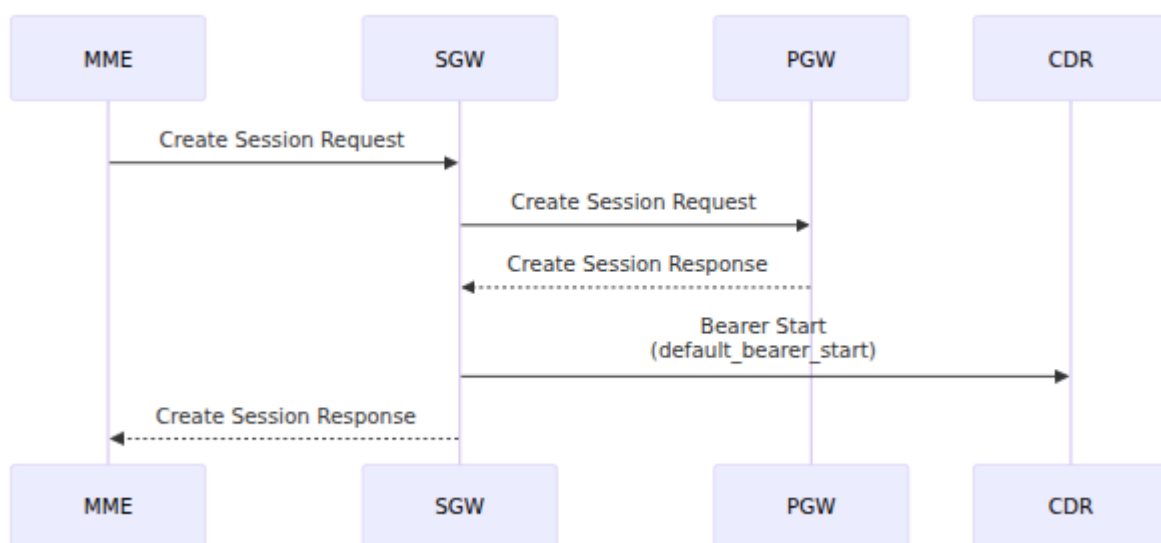 MME
SGW
PGW
CDR
Create Session Request
Create Session Request
Create Session Response
Bearer Start
(default_bearer_start)
Create Session Response
MME
SGW
PGW
CDR